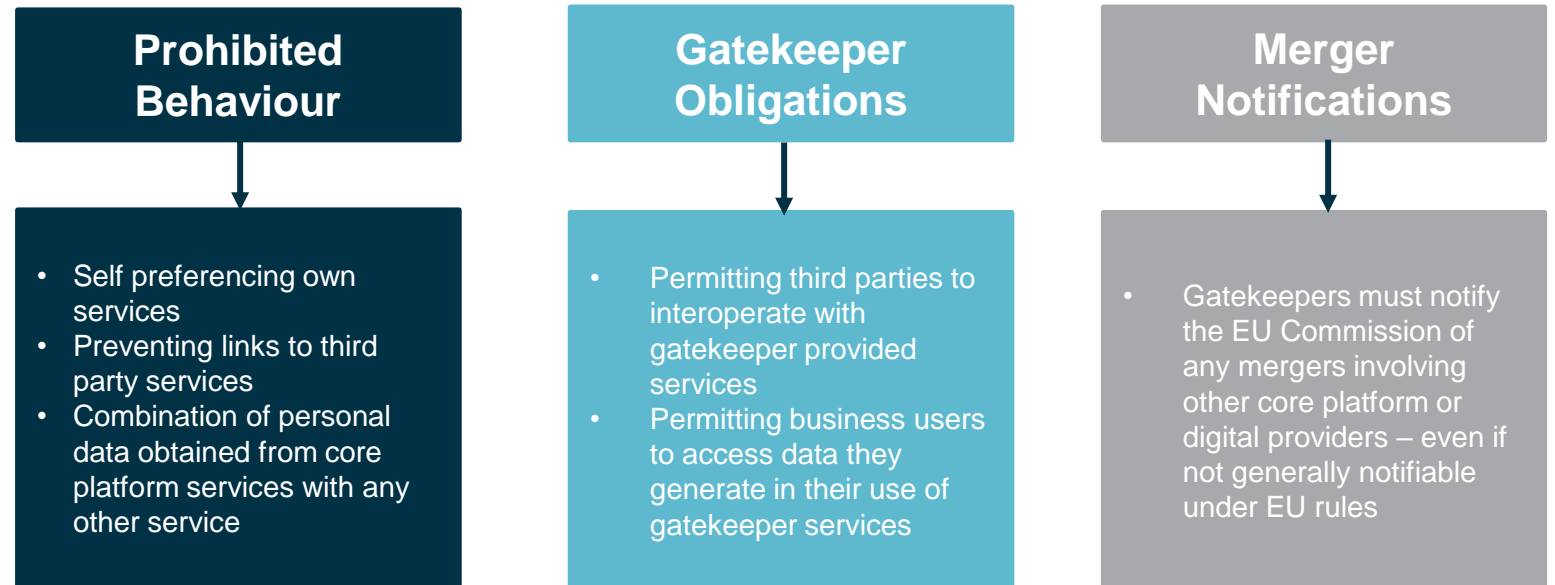 Prohibited
Behaviour
• Self preferencing own
services
• Preventing links to third
party services
• Combination of personal
data obtained from core
platform services with any
other service
Gatekeeper
Obligations
• Permitting third parties to
interoperate with
gatekeeper provided
services
• Permitting business users
to access data they
generate in their use of
gatekeeper services
Merger
Notifications
• Gatekeepers must notify
the EU Commission of
any mergers involving
other core platform or
digital providers – even if
not generally notifiable
under EU rules